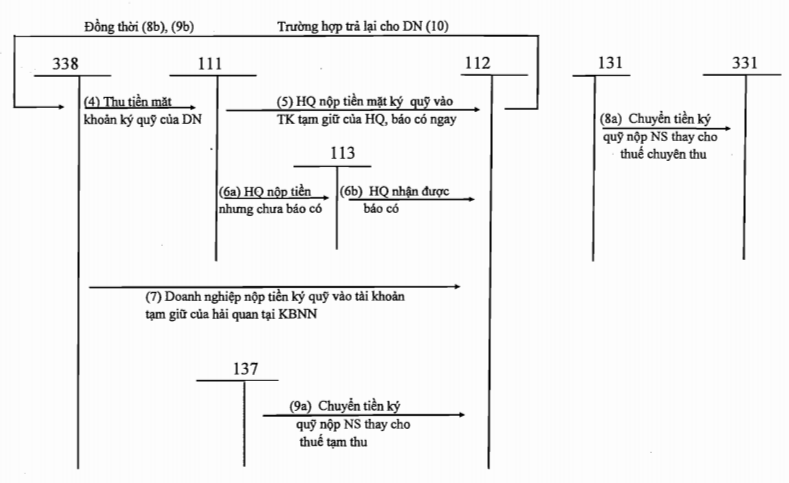 Đồng thời (8b), (9b)
Trường hợp trả lại cho DN (10)
338
111
112
131
331
(4) Thu tiền mặt
khoản ký quỹ của DN
(5) HQ nộp tiền mặt ký quỹ vào
TK tạm giữ của HQ, báo có ngay
(8a) Chuyển tiền ký
quỹ nộp NS thay cho
thuế chuyên thu
113
(6a) HQ nộp tiền
nhưng chưa báo có
(6b) HQ nhận được
báo có
(7) Doanh nghiệp nộp tiền ký quỹ vào tài khoản
tạm giữ của hải quan tại KBNN
137
(9a) Chuyển tiền ký
quỹ nộp NS thay cho
thuế tạm thu